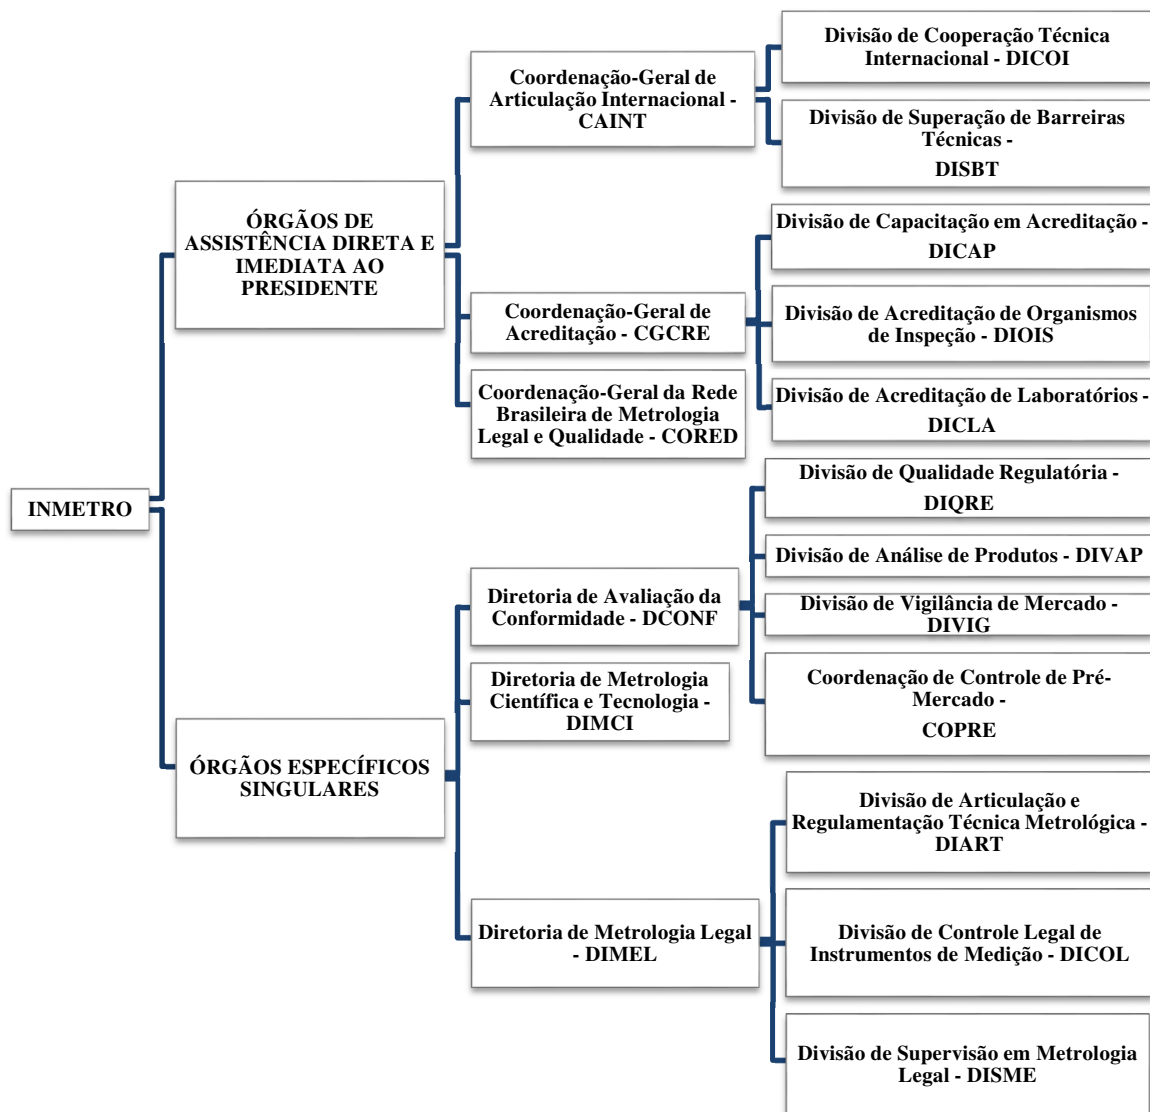 INMETRO
ÓRGÃOS DE
ASSISTÊNCIA DIRETA E
IMEDIATA AO
PRESIDENTE
Coordenação-Geral de
Articulação Internacional -
CAINT
Divisão de Cooperação Técnica
Internacional - DICOI
Divisão de Superação de Barreiras
Técnicas -
DISBT
Coordenação-Geral de
Acreditação - CGCRE
Divisão de Capacitação em Acreditação -
DICAP
Divisão de Acreditação de Organismos
de Inspeção - DIOIS
Divisão de Acreditação de Laboratórios -
DICLA
Coordenação-Geral da Rede
Brasileira de Metrologia
Legal e Qualidade - CORED
ÓRGÃOS ESPECÍFICOS
SINGULARES
Diretoria de Avaliação da
Conformidade - DCONF
Divisão de Qualidade Regulatória -
DIQRE
Divisão de Análise de Produtos - DIVAP
Divisão de Vigilância de Mercado -
DIVIG
Coordenação de Controle de Pré-
Mercado -
COPRE
Diretoria de Metrologia
Científica e Tecnologia -
DIMCI
Diretoria de Metrologia Legal
- DIMEL
Divisão de Articulação e
Regulamentação Técnica Metrológica -
DIART
Divisão de Controle Legal de
Instrumentos de Medição - DICOL
Divisão de Supervisão em Metrologia
Legal - DISME